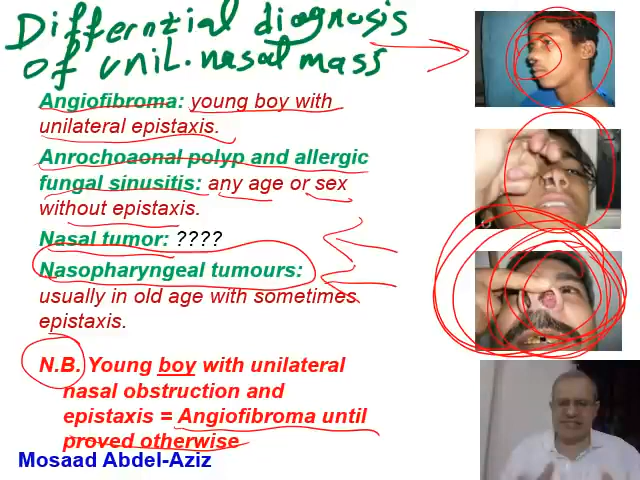 Differntial diagnosis
of unil. nasal mass
Angiofibroma: young boy with
unilateral epistaxis.
Anrochoaonal polyp and allergic
fungal sinusitis: any age or sex
without epistaxis.
Nasal tumor: ????
Nasopharyngeal tumours:
usually in old age with sometimes
epistaxis.
N.B. Young boy with unilateral
nasal obstruction and
epistaxis = Angiofibroma until
proved otherwise
Mosaad Abdel-Aziz